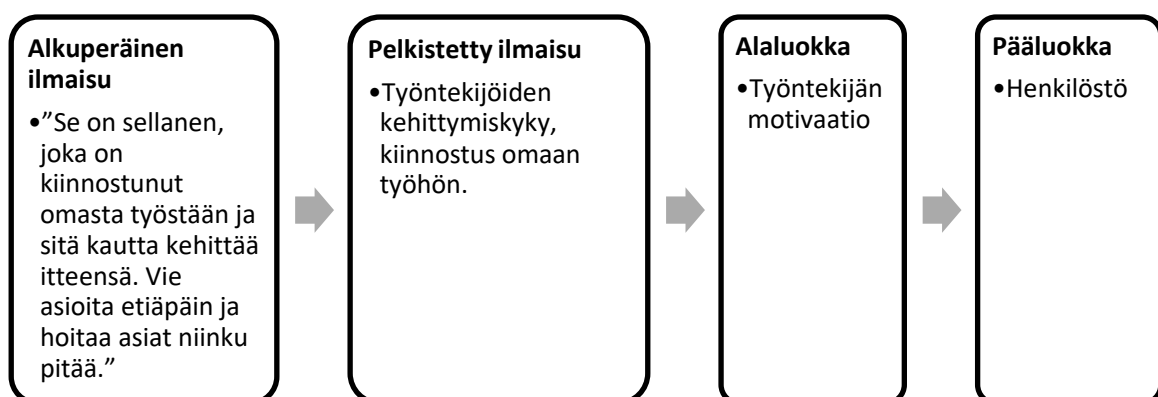 Alkuperäinen
ilmaisu
•”Se on sellanen,
joka on
kiinnostunut
omasta työstään ja
sitä kautta kehittää
itteensä. Vie
asioita etiäpäin ja
hoitaa asiat niinku
pitää.”
Pelkistetty ilmaisu
•Työntekijöiden
kehittymiskyky,
kiinnostus omaan
työhön.
Alaluokka
•Työntekijän
motivaatio
Pääluokka
•Henkilöstö